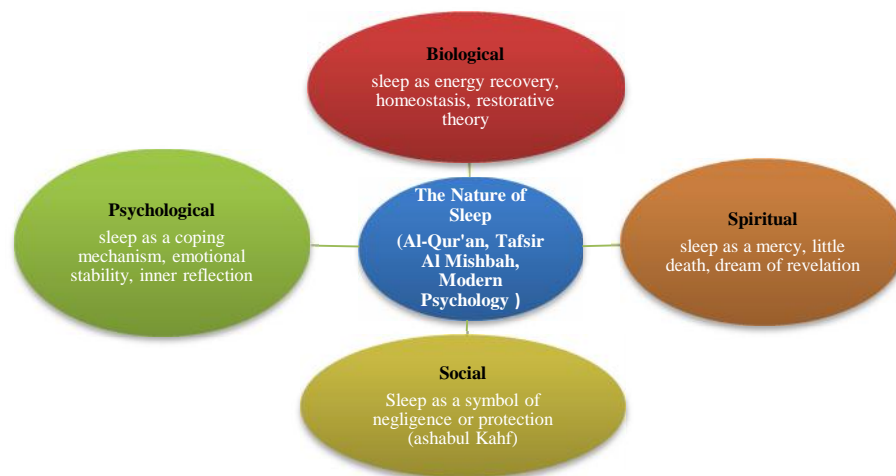 Biological
sleep as energy recovery,
homeostasis, restorative
theory
Psychological
sleep as a coping
mechanism, emotional
stability, inner reflection
The Nature of
Sleep
(Al-Qur'an, Tafsir
Al Mishbah,
Modern
Psychology )
Spiritual
sleep as a mercy, little
death, dream of revelation
Social
Sleep as a symbol of
negligence or protection
(ashabul Kahf)